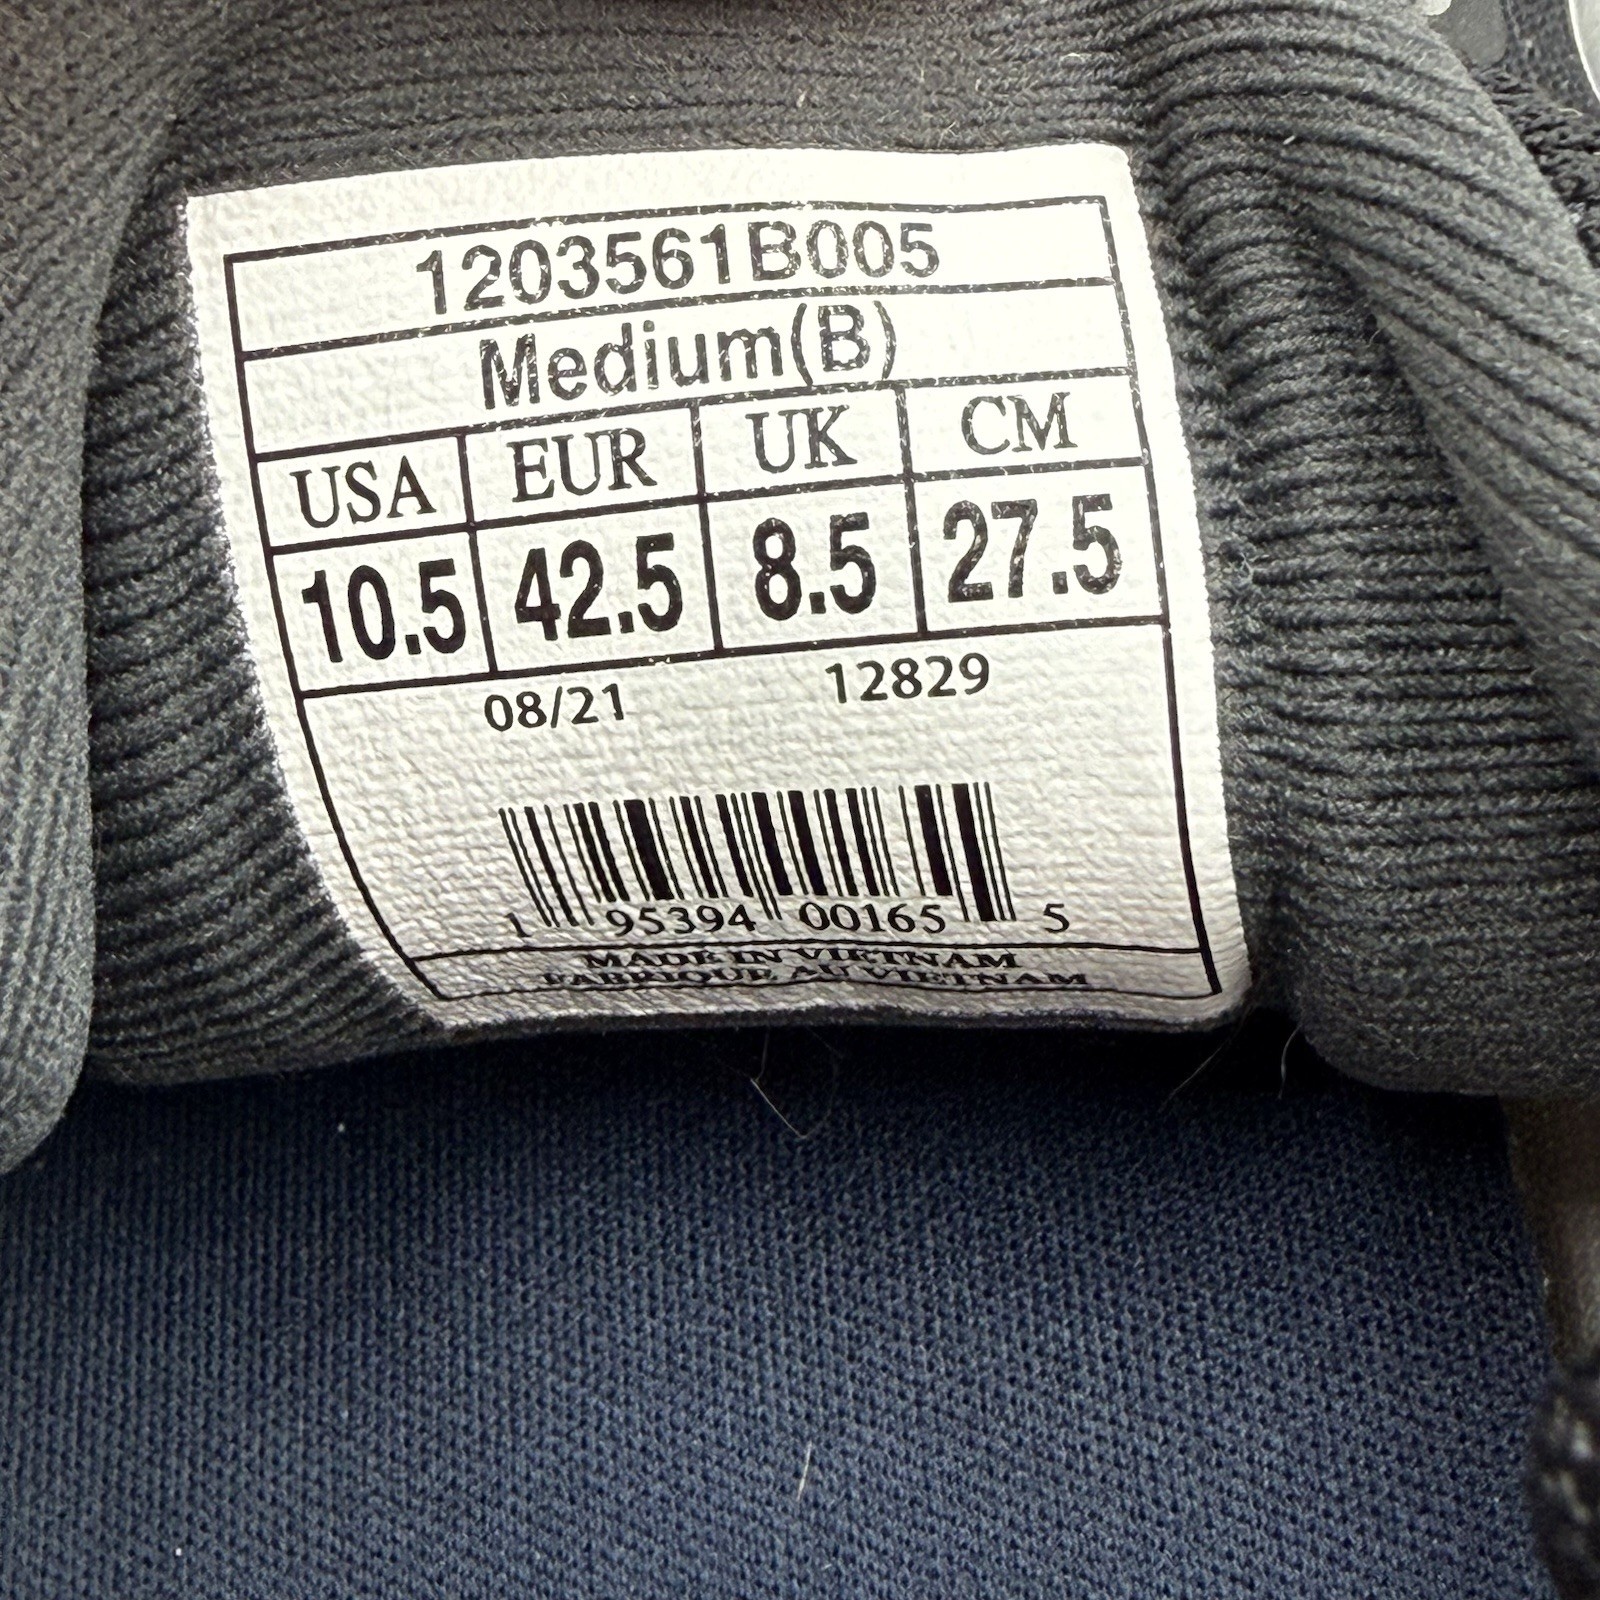 1203561B005
Medium(B)
USA EUR UK CM
10.5 42.5 8.5 27.5
08/21 12829
1 95394 00165 5
MADE IN VIETNAM
FABRIQUE AU VIETNAM